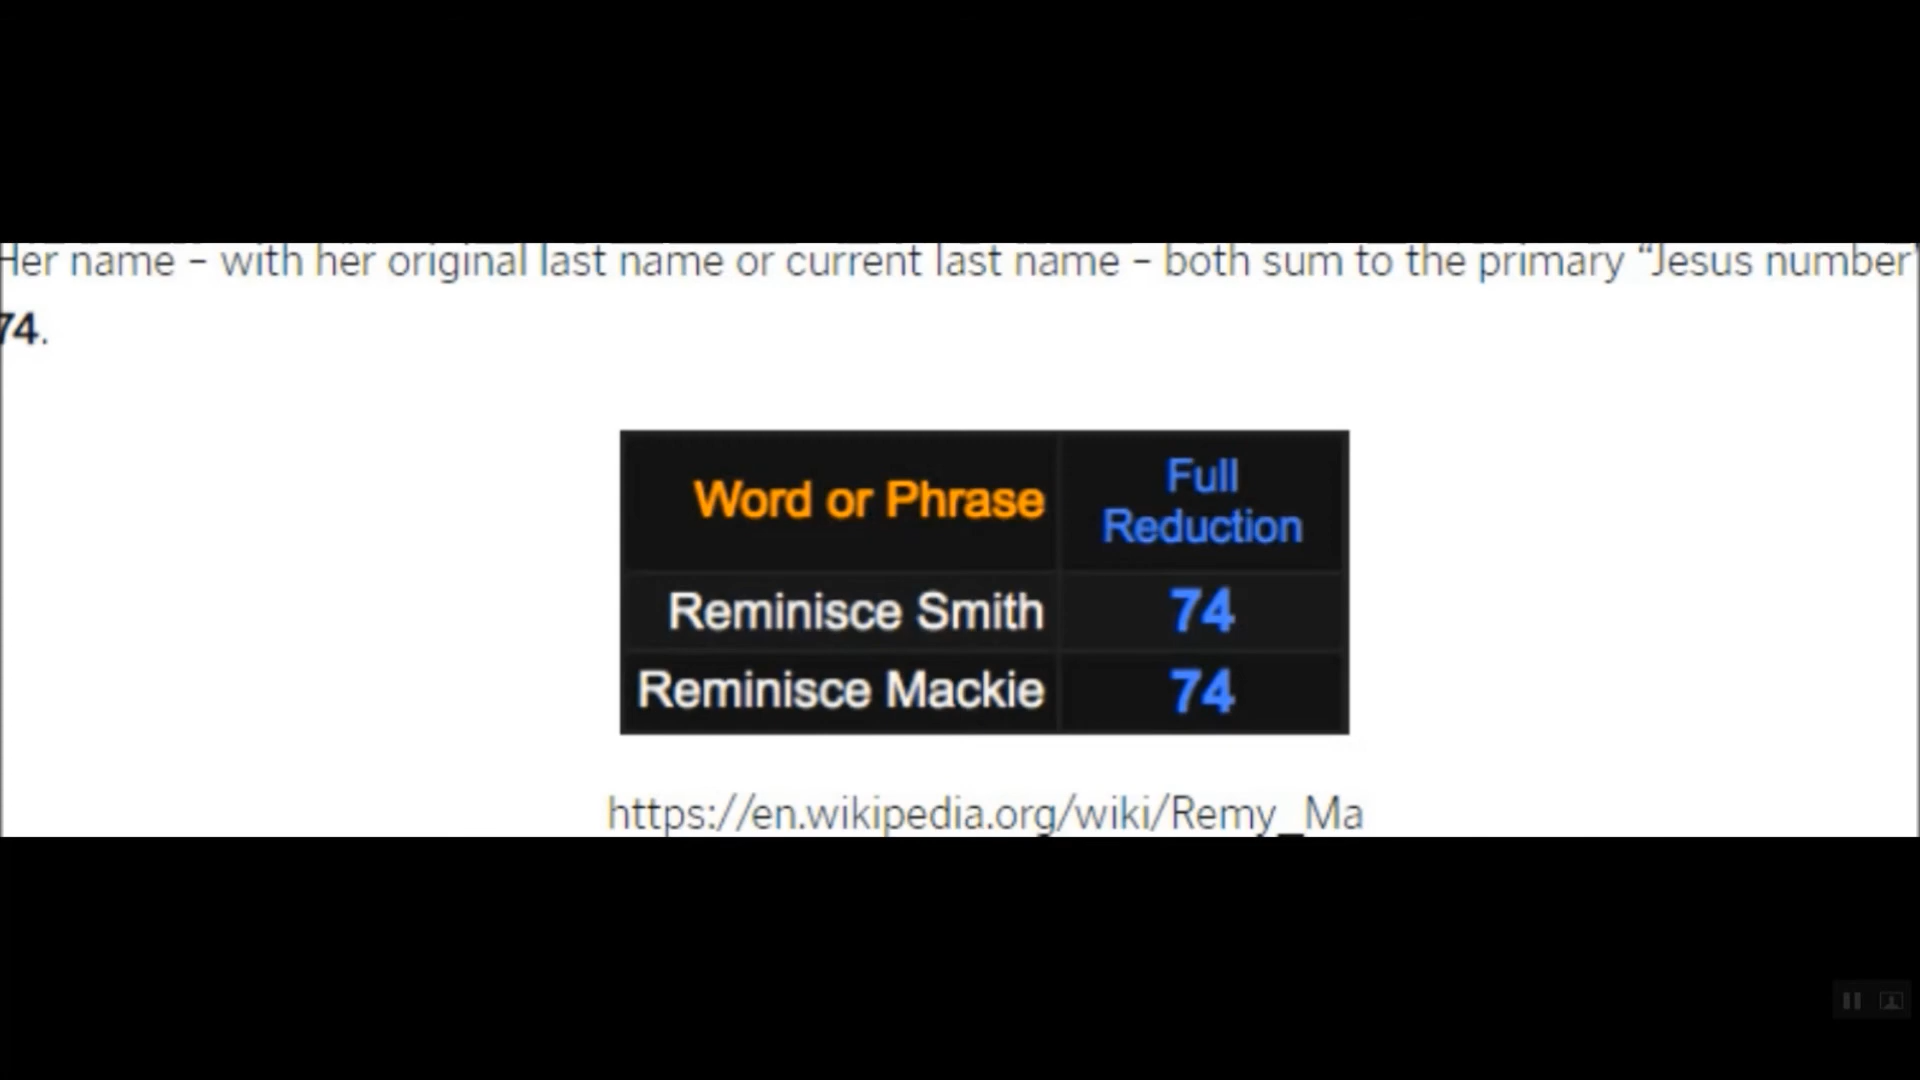 Her name – with her original last name or current last name – both sum to the primary “Jesus number”
74.
Word or Phrase
Full
Reduction
Reminisce Smith
74
Reminisce Mackie
74
https://en.wikipedia.org/wiki/Remy_Ma